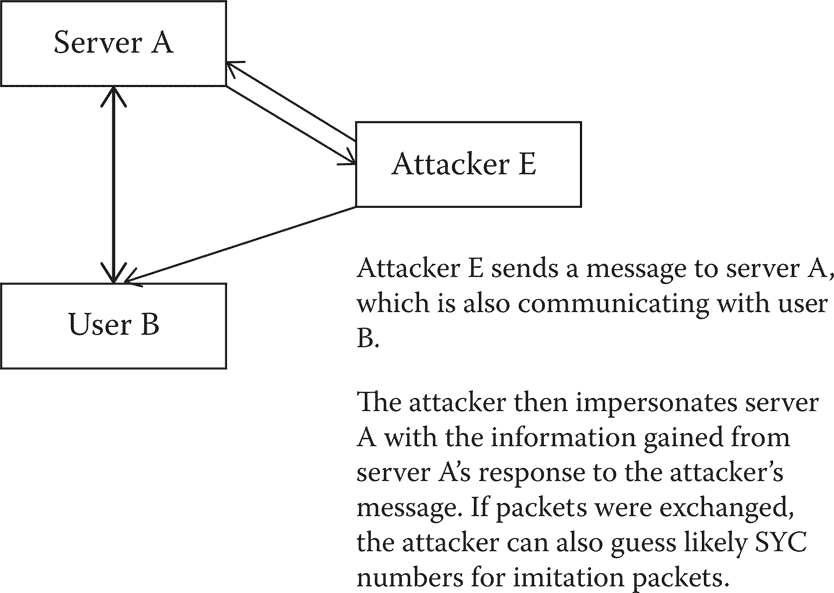 Server A
Attacker E
User B
Attacker E sends a message to server A,
which is also communicating with user
B.
The attacker then impersonates server
A with the information gained from
server A’s response to the attacker’s
message. If packets were exchanged,
the attacker can also guess likely SYC
numbers for imitation packets.